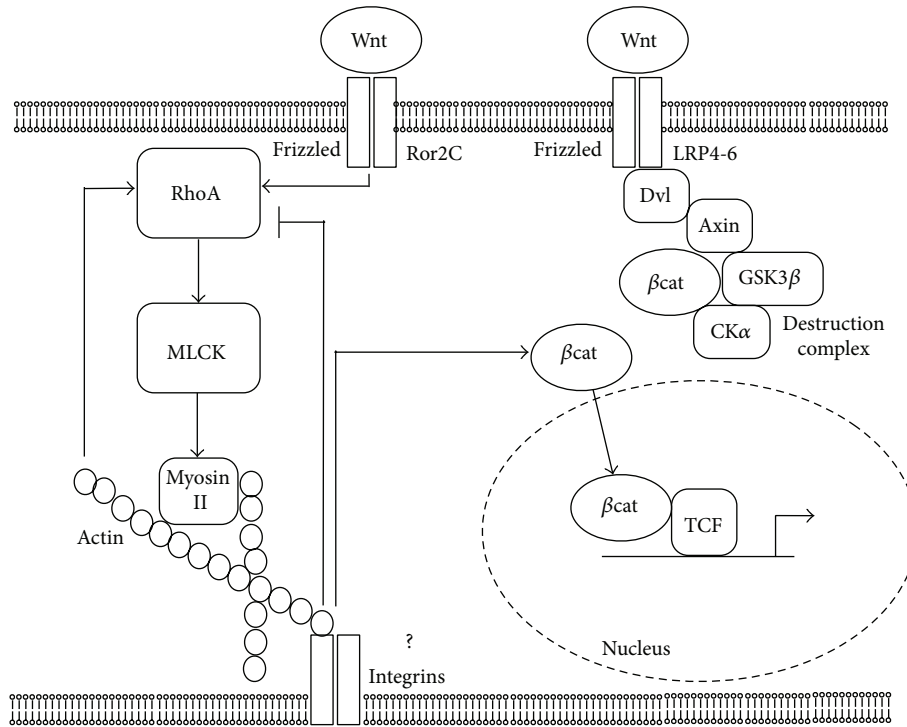 Wnt
Wnt
Frizzled
Ror2C
Frizzled
LRP4-6
RhoA
Dvl
Axin
βcat
GSK3β
CKα
Destruction
complex
MLCK
βcat
Myosin
II
Actin
βcat
TCF
?
Integrins
Nucleus